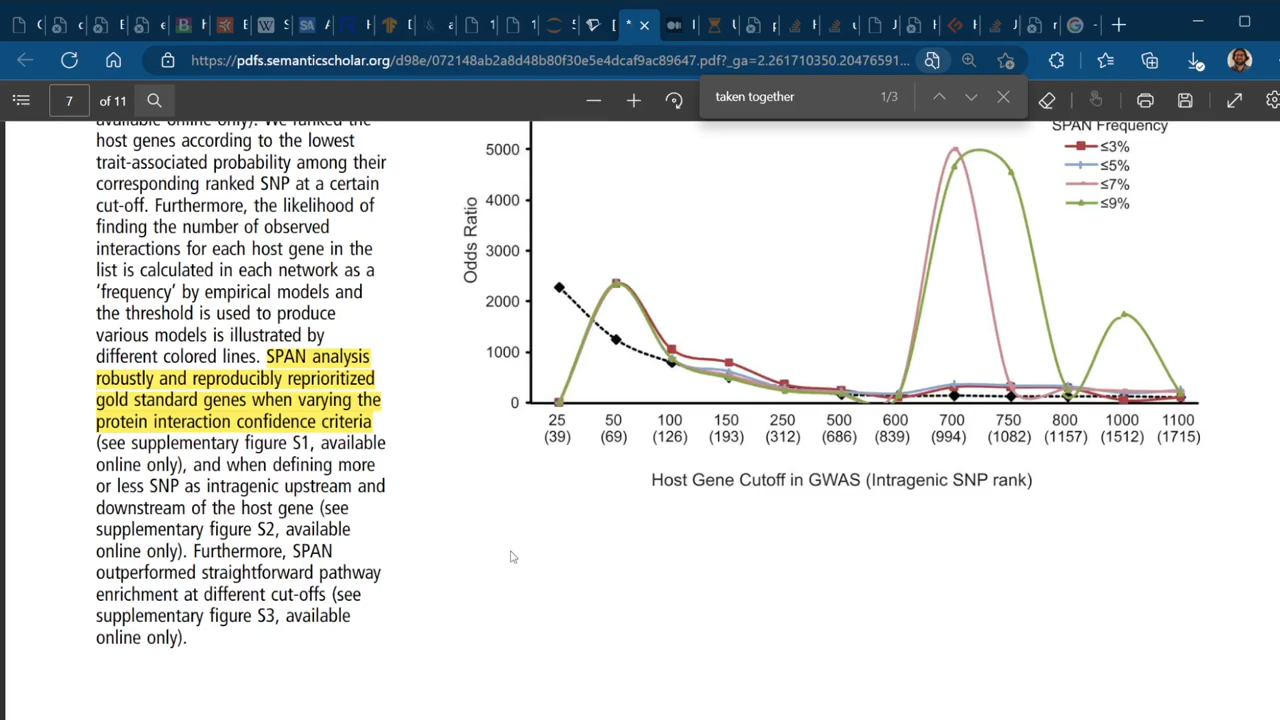 https://pdfs.semanticscholar.org/d98e/072148ab2a8d48b80f30e5e4dcaf9ac89647.pdf?_ga=2.261710350.20476591...
7 of 11
taken together 1/3
available online only). We ranked the
host genes according to the lowest
trait-associated probability among their
corresponding ranked SNP at a certain
cut-off. Furthermore, the likelihood of
finding the number of observed
interactions for each host gene in the
list is calculated in each network as a
‘frequency’ by empirical models and
the threshold is used to produce
various models is illustrated by
different colored lines. SPAN analysis
robustly and reproducibly reprioritized
gold standard genes when varying the
protein interaction confidence criteria
(see supplementary figure S1, available
online only), and when defining more
or less SNP as intragenic upstream and
downstream of the host gene (see
supplementary figure S2, available
online only). Furthermore, SPAN
outperformed straightforward pathway
enrichment at different cut-offs (see
supplementary figure S3, available
online only).
SPAN Frequency
≤3%
≤5%
≤7%
≤9%
Odds Ratio
5000
4000
3000
2000
1000
0
25 50 100 150 250 500 600 700 750 800 1000 1100
(39) (69) (126) (193) (312) (686) (839) (994) (1082) (1157) (1512) (1715)
Host Gene Cutoff in GWAS (Intragenic SNP rank)